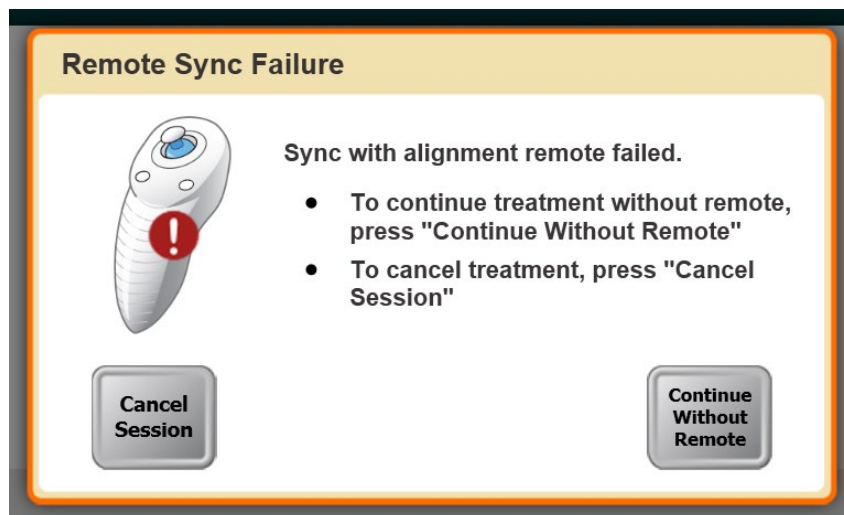 Remote Sync Failure
Sync with alignment remote failed.
● To continue treatment without remote,
press "Continue Without Remote"
● To cancel treatment, press "Cancel
Session"
Cancel
Session
Continue
Without
Remote